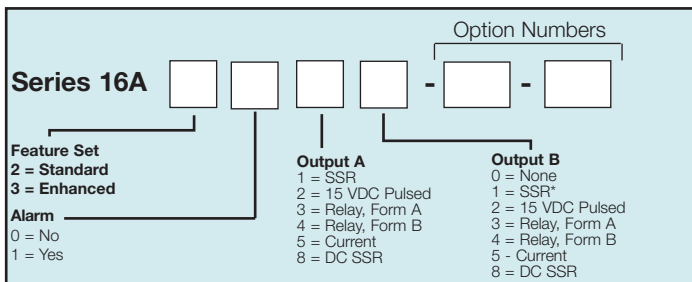 Option Numbers
Series 16A
-
-
Feature Set
2 = Standard
3 = Enhanced
Alarm
0 = No
1 = Yes
Output A
1 = SSR
2 = 15 VDC Pulsed
3 = Relay, Form A
4 = Relay, Form B
5 = Current
8 = DC SSR
Output B
0 = None
1 = SSR*
2 = 15 VDC Pulsed
3 = Relay, Form A
4 = Relay, Form B
5 - Current
8 = DC SSR